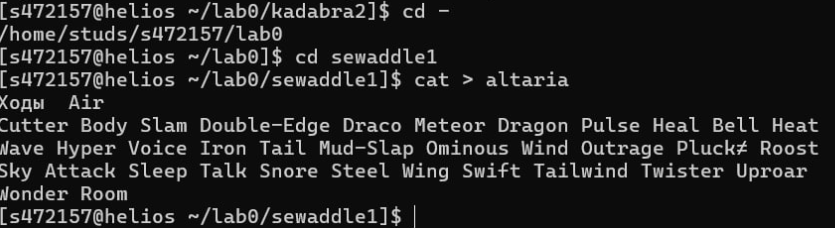 [s472157@helios ~/lab0/kadabra2]$ cd -
/home/studs/s472157/lab0
[s472157@helios ~/lab0]$ cd sewaddle1
[s472157@helios ~/lab0/sewaddle1]$ cat > altaria
Ходы  Air
Cutter Body Slam Double-Edge Draco Meteor Dragon Pulse Heal Bell Heat
Wave Hyper Voice Iron Tail Mud-Slap Ominous Wind Outrage Pluck≠ Roost
Sky Attack Sleep Talk Snore Steel Wing Swift Tailwind Twister Uproar
Wonder Room
[s472157@helios ~/lab0/sewaddle1]$